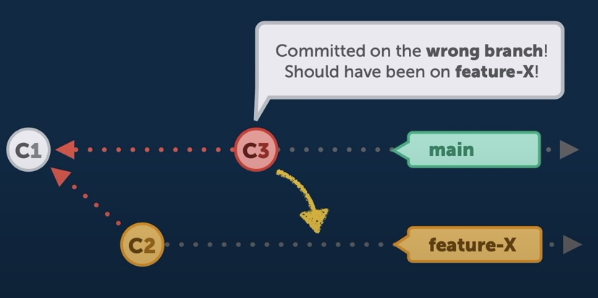 Committed on the wrong branch!
Should have been on feature-X!
C1
C3
main
C2
feature-X